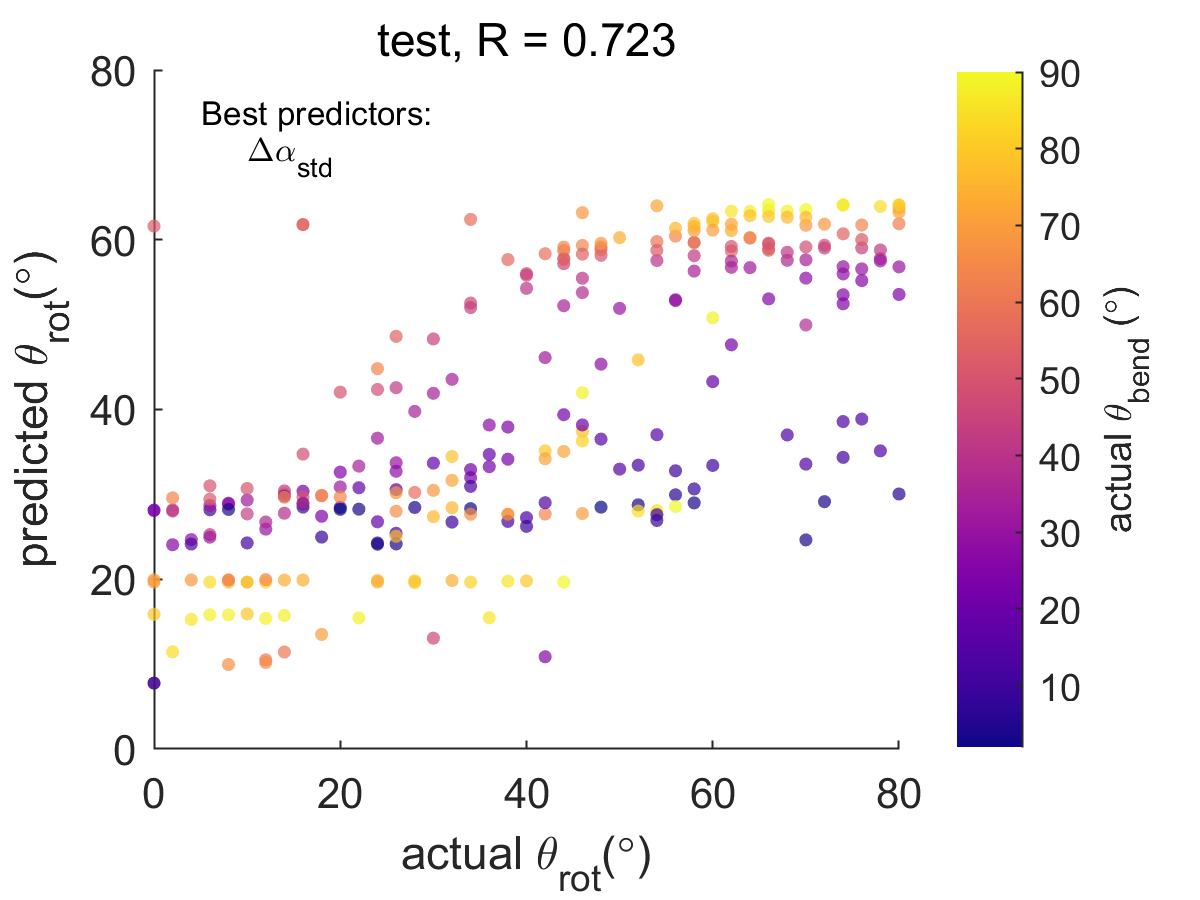 test, R = 0.723
Best predictors:
Δα_std
predicted θ_rot(°)
80
60
40
20
0
0 20 40 60 80
actual θ_rot(°)
90
80
70
60
50
40
30
20
10
actual θ_bend (°)